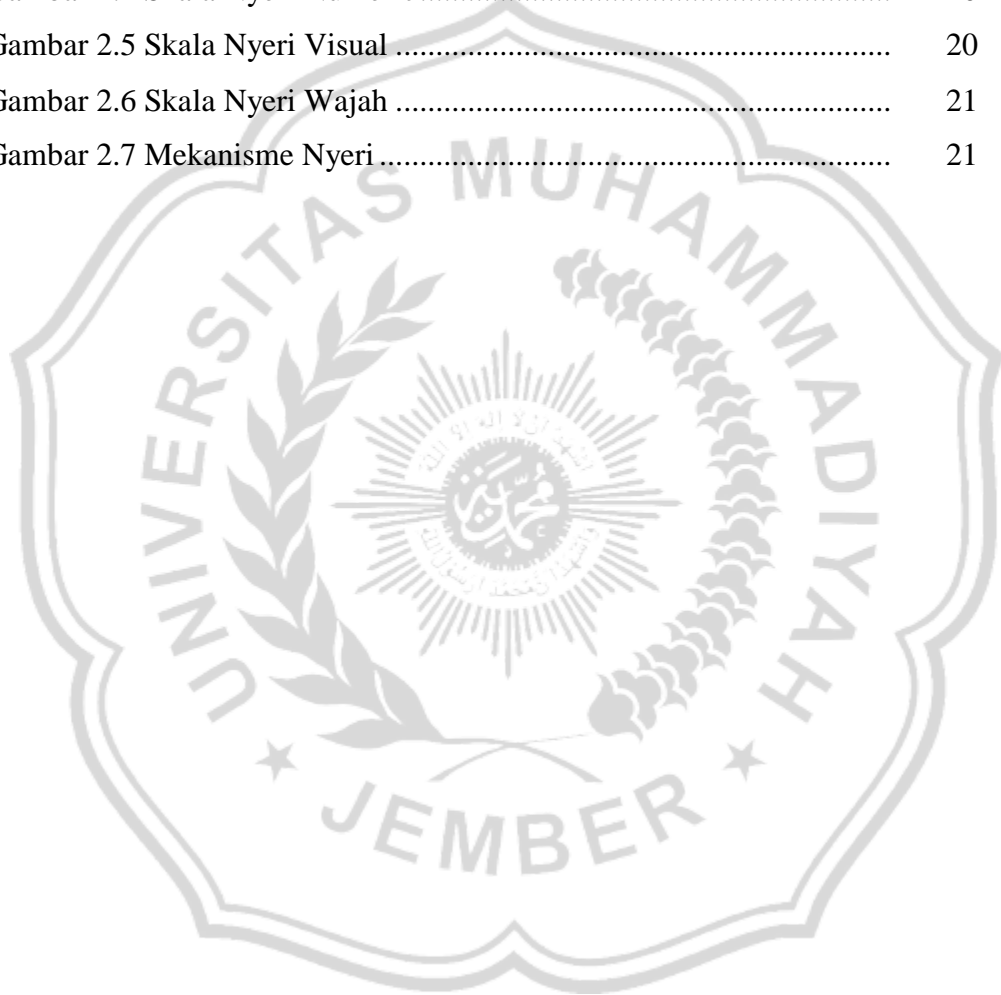 Gambar 2.5 Skala Nyeri Visual ............................................................ 20
Gambar 2.6 Skala Nyeri Wajah ............................................................ 21
Gambar 2.7 Mekanisme Nyeri .............................................................. 21
UNIVERSITAS MUHAMMADIYAH
JEMBER